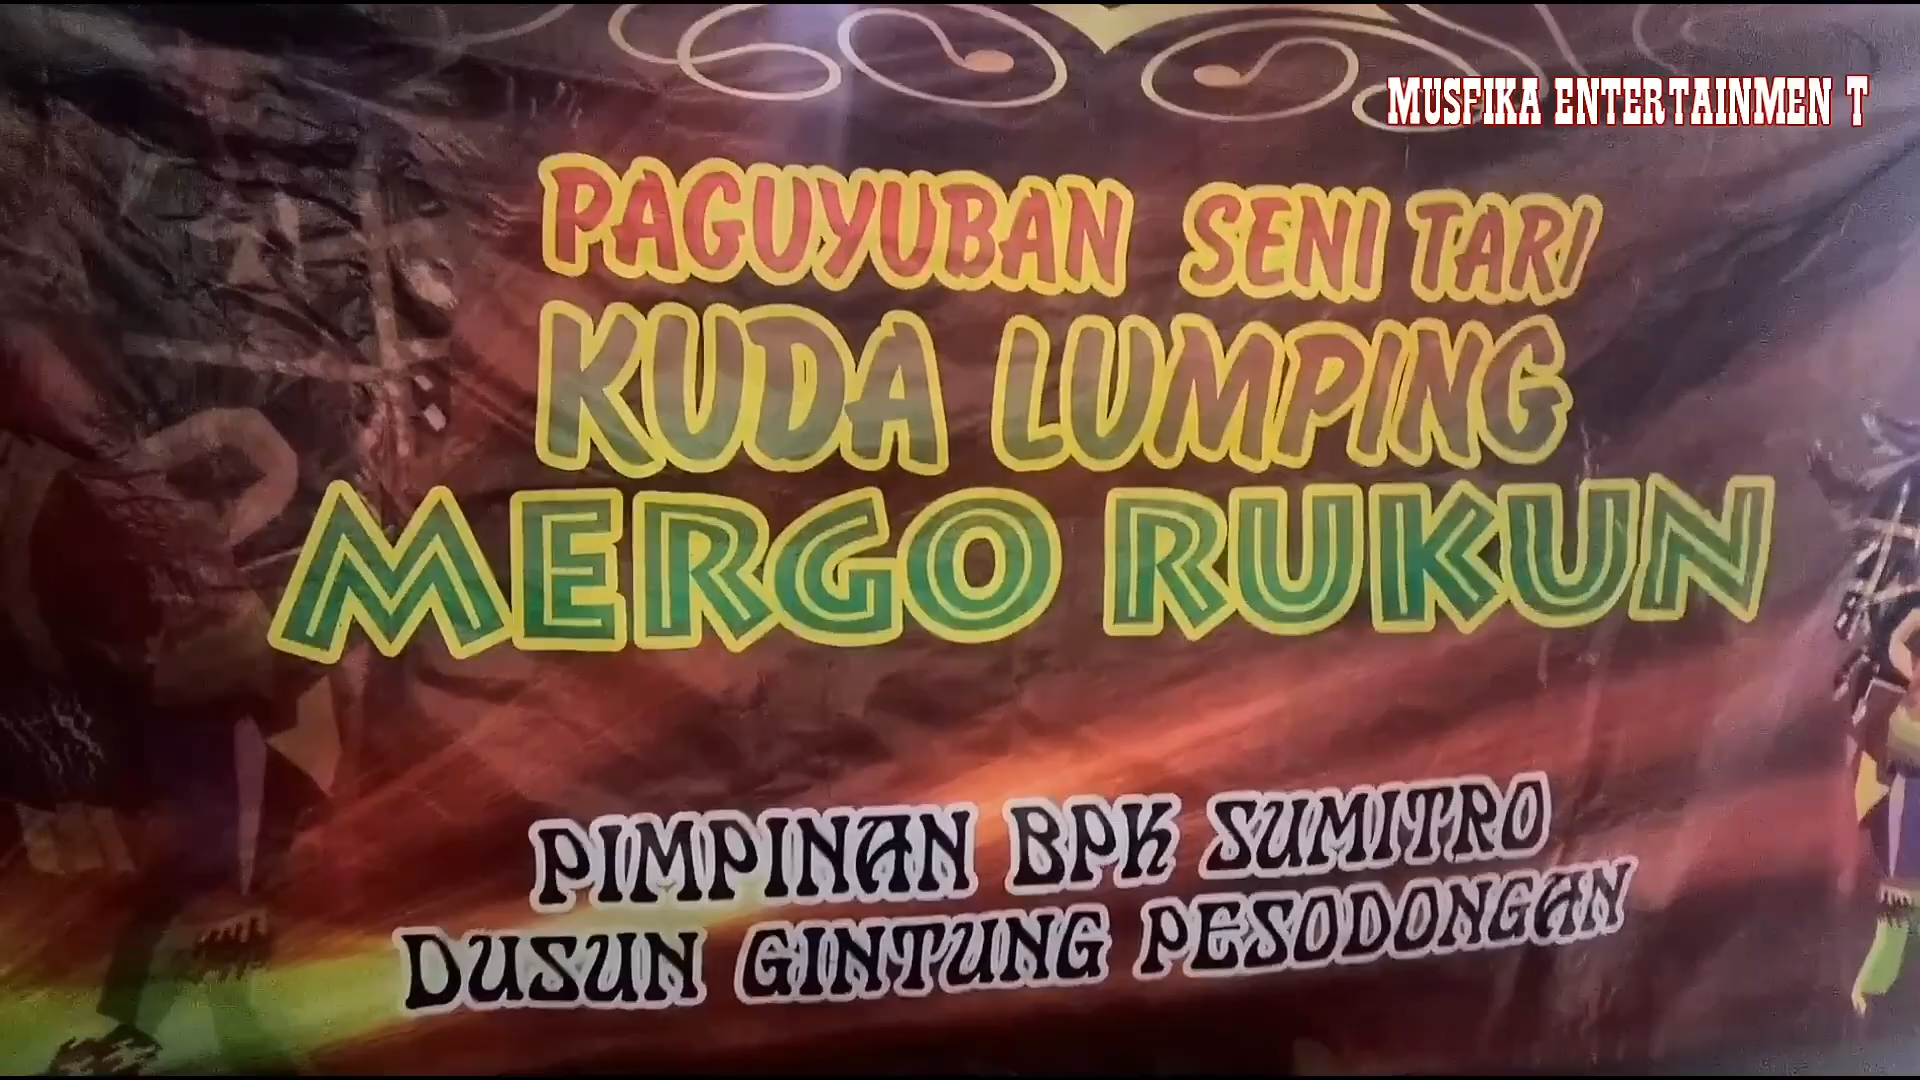 MUSFIKA ENTERTAINMEN T
PAGUYUBAN SENI TARI
KUDA LUMPING
MERGO RUKUN
PIMPINAN BPK SUMITRO
DUSUN GINTUNG PESODONGAN